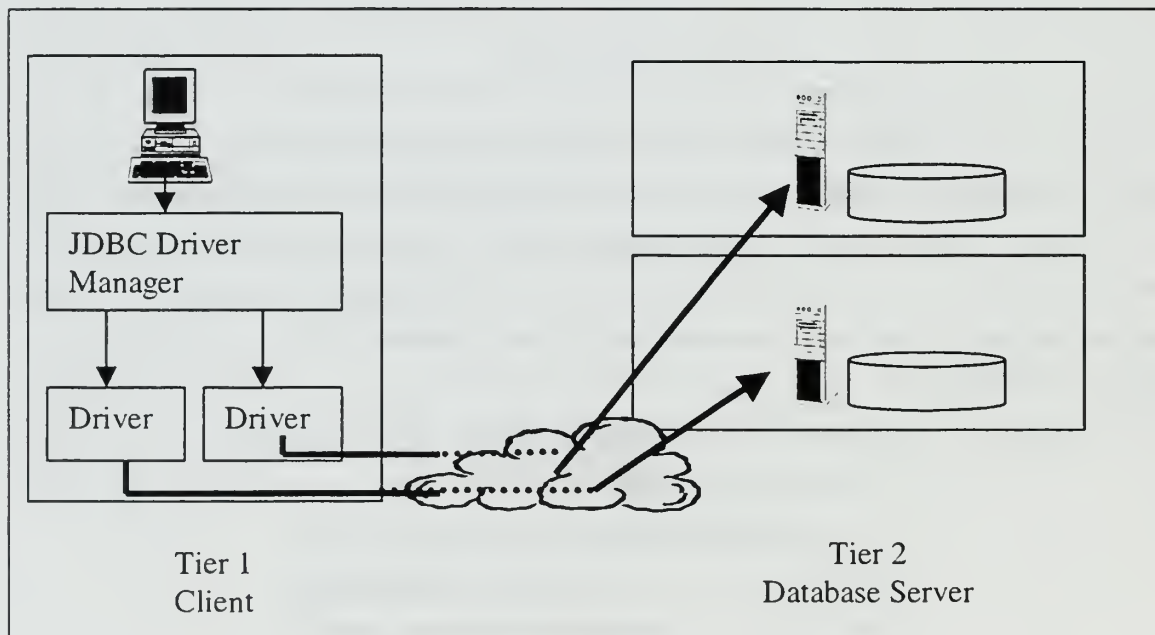 JDBC Driver
Manager
Driver
Driver
Tier 1
Client
Tier 2
Database Server